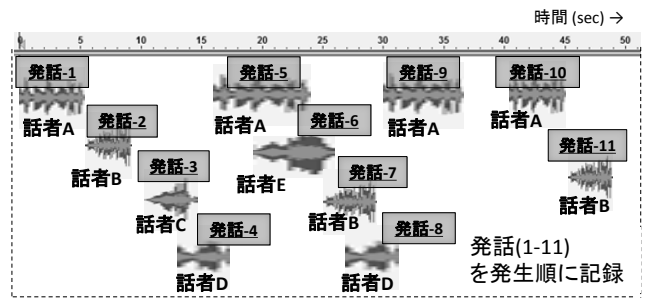 時間 (sec) →
0 5 10 15 20 25 30 35 40 45 50
発話-1 発話-5 発話-9 発話-10
話者A 発話-2 話者A 発話-6 話者A 話者A
話者B 発話-3 話者E 発話-7 発話-11
話者C 発話-4 話者B 発話-8 話者B
話者D 話者D
発話(1-11)
を発生順に記録